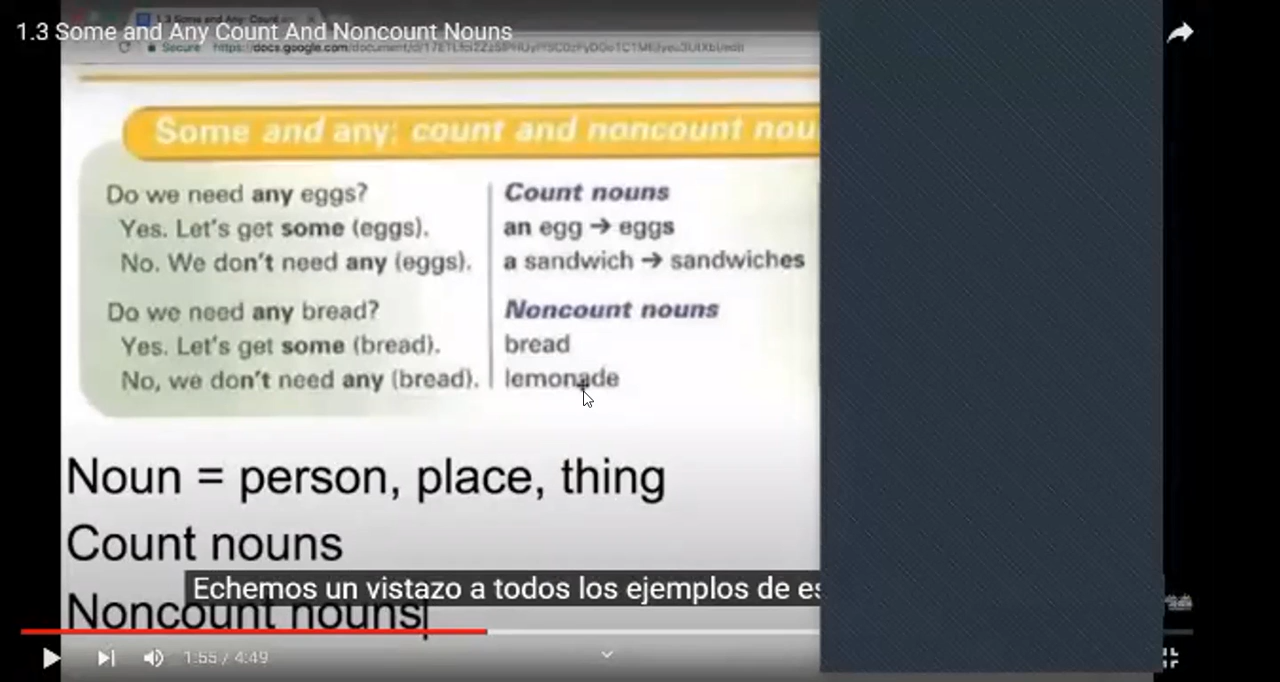 1.3 Some and Any Count And Noncount Nouns
Secure
Some and any; count and noncount nou
Do we need any eggs?
Yes. Let's get some (eggs).
No. We don't need any (eggs).
Do we need any bread?
Yes. Let's get some (bread).
No, we don't need any (bread).
Count nouns
an egg → eggs
a sandwich → sandwiches
Noncount nouns
bread
lemonade
Noun = person, place, thing
Count nouns
Noncount nouns
Echemos un vistazo a todos los ejemplos de es
1:55 / 4:49